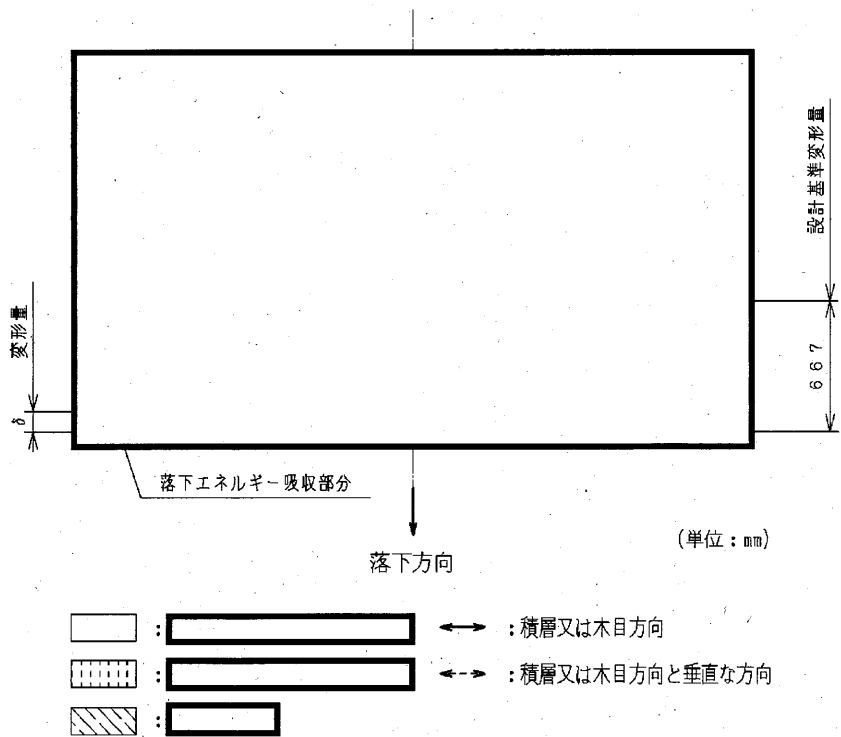 設計基準変形量
667
変形量
δ
落下エネルギー吸収部分
(単位:mm)
落下方向
: :積層又は木目方向
: :積層又は木目方向と垂直な方向
: